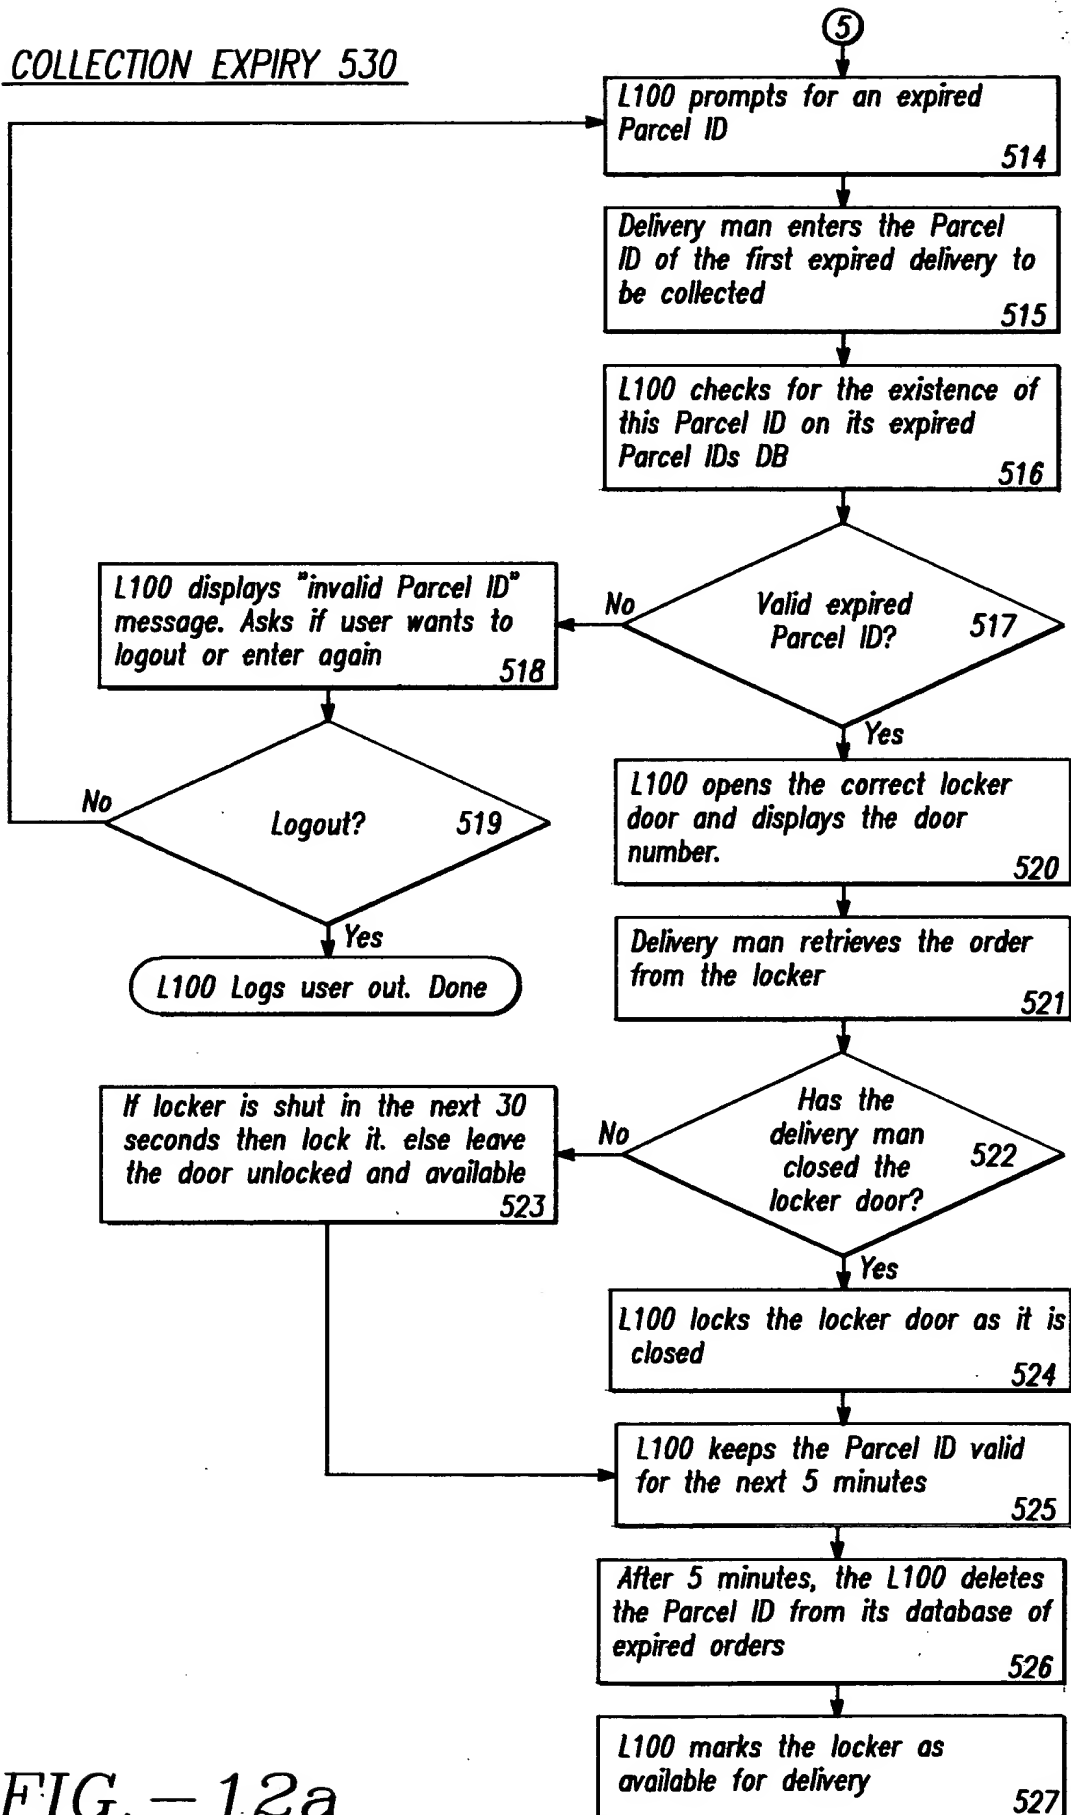 5
COLLECTION EXPIRY 530
L100 prompts for an expired
Parcel ID
514
Delivery man enters the Parcel
ID of the first expired delivery to
be collected
515
L100 checks for the existence of
this Parcel ID on its expired
Parcel IDs DB
516
Valid expired
Parcel ID?
517
No
Yes
L100 displays "invalid Parcel ID"
message. Asks if user wants to
logout or enter again
518
Logout?
519
No
Yes
L100 Logs user out. Done
L100 opens the correct locker
door and displays the door
number.
520
Delivery man retrieves the order
from the locker
521
Has the
delivery man
closed the
locker door?
522
No
Yes
If locker is shut in the next 30
seconds then lock it. else leave
the door unlocked and available
523
L100 locks the locker door as it is
closed
524
L100 keeps the Parcel ID valid
for the next 5 minutes
525
After 5 minutes, the L100 deletes
the Parcel ID from its database of
expired orders
526
L100 marks the locker as
available for delivery
527
FIG.-12a